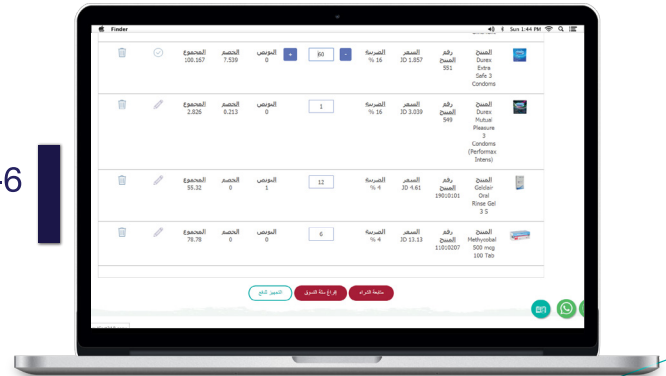 Finder
Sun 1:44 PM
-6
المنتج رقم السعر الضريبة - 60 + البونص الخصم المجموع
Durex المنتج JD 1.857 % 16 0 7.539 100.167
Extra 551
Safe 3
Condoms
المنتج رقم السعر الضريبة 1 البونص الخصم المجموع
Durex المنتج JD 3.039 % 16 0 0.213 2.826
Mutual 549
Pleasure
3
Condoms
(Performax
Intens)
المنتج رقم السعر الضريبة 12 البونص الخصم المجموع
Gelclair المنتج JD 4.61 % 4 1 0 55.32
Oral 19010101
Rinse Gel
3 S
المنتج رقم السعر الضريبة 6 البونص الخصم المجموع
Methycobal المنتج JD 13.13 % 4 0 0 78.78
500 mcg 11010207
100 Tab
متابعة الشراء إفراغ سلة التسوق التجهيز للدفع